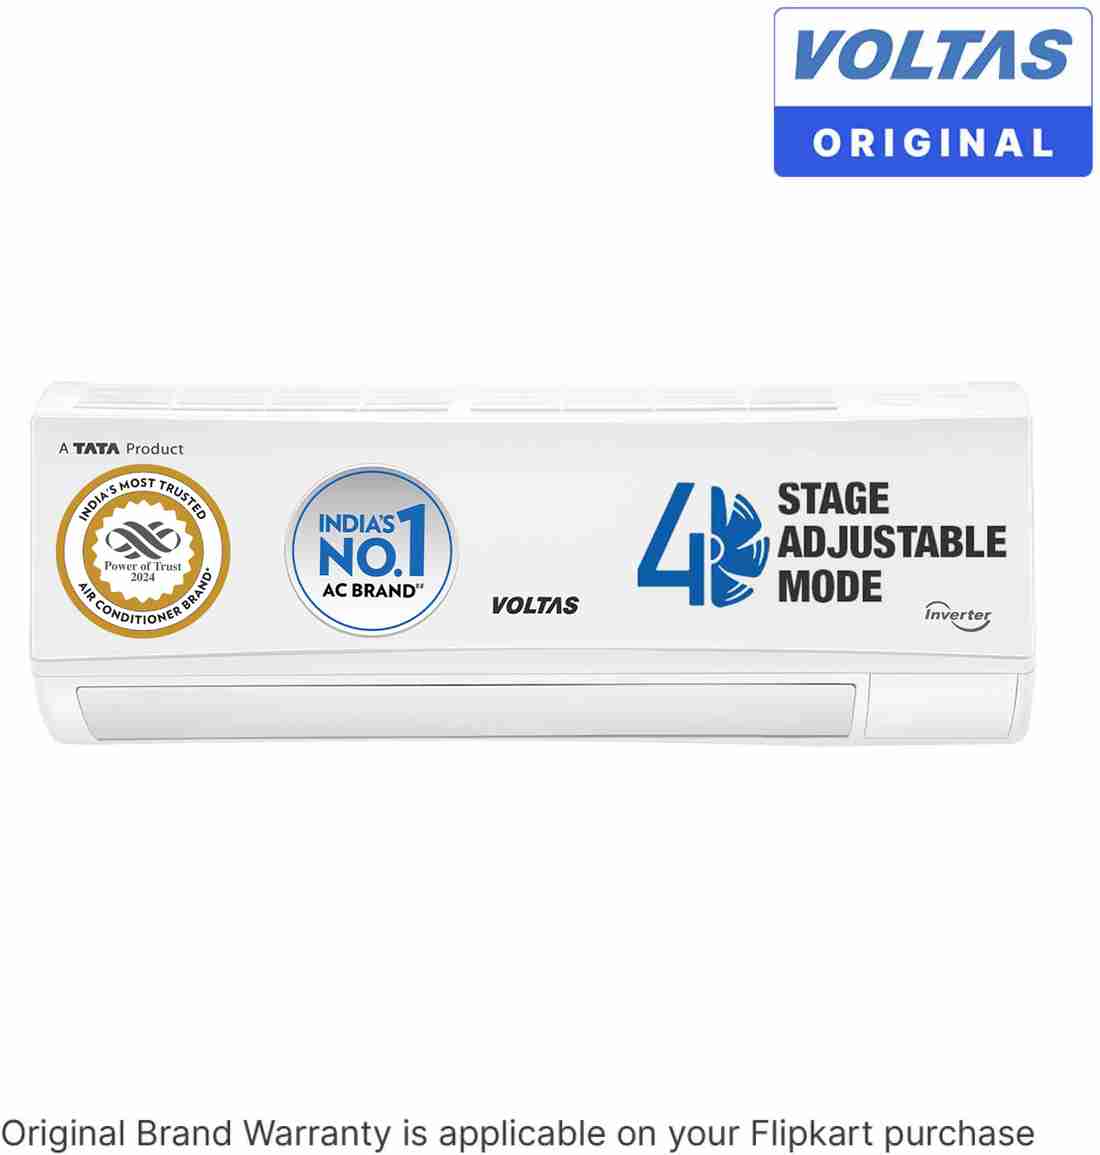 VOLTAS
ORIGINAL
A TATA Product
INDIA'S MOST TRUSTED
Power of Trust
2024
AIR CONDITIONER BRAND*
INDIA'S
NO.1
AC BRAND##
VOLTAS
4 STAGE
ADJUSTABLE
MODE
Inverter
Original Brand Warranty is applicable on your Flipkart purchase